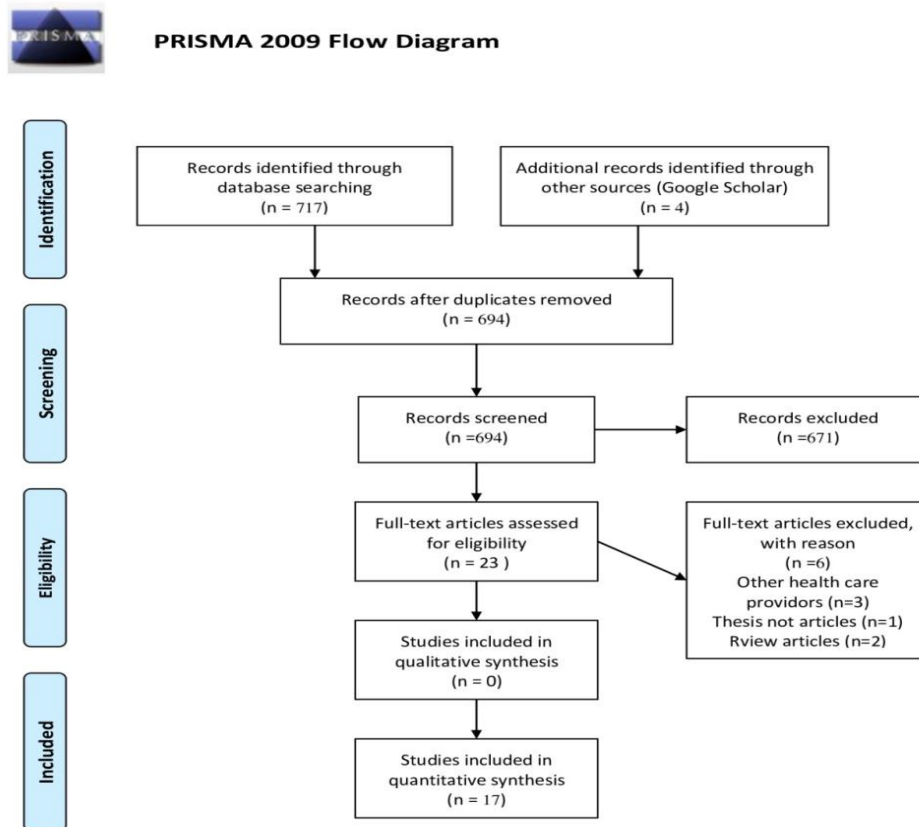 PRISMA
PRISMA 2009 Flow Diagram
Identification
Records identified through
database searching
(n = 717)
Additional records identified through
other sources (Google Scholar)
(n = 4)
Records after duplicates removed
(n = 694)
Screening
Records screened
(n =694)
Records excluded
(n =671)
Eligibility
Full-text articles assessed
for eligibility
(n = 23 )
Full-text articles excluded,
with reason
(n =6)
Other health care
providors (n=3)
Thesis not articles (n=1)
Rview articles (n=2)
Studies included in
qualitative synthesis
(n = 0)
Included
Studies included in
quantitative synthesis
(n = 17)